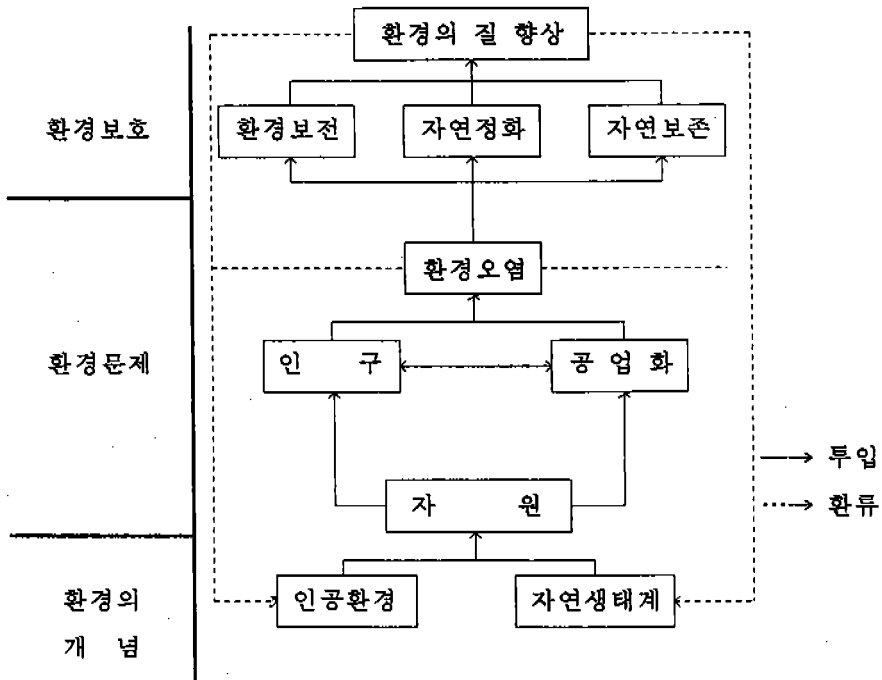 환경의 질 향상
환경보호
환경보전
자연정화
자연보존
환경오염
환경문제
인 구
공 업 화
투입
환류
자 원
환경의
개 념
인공환경
자연생태계